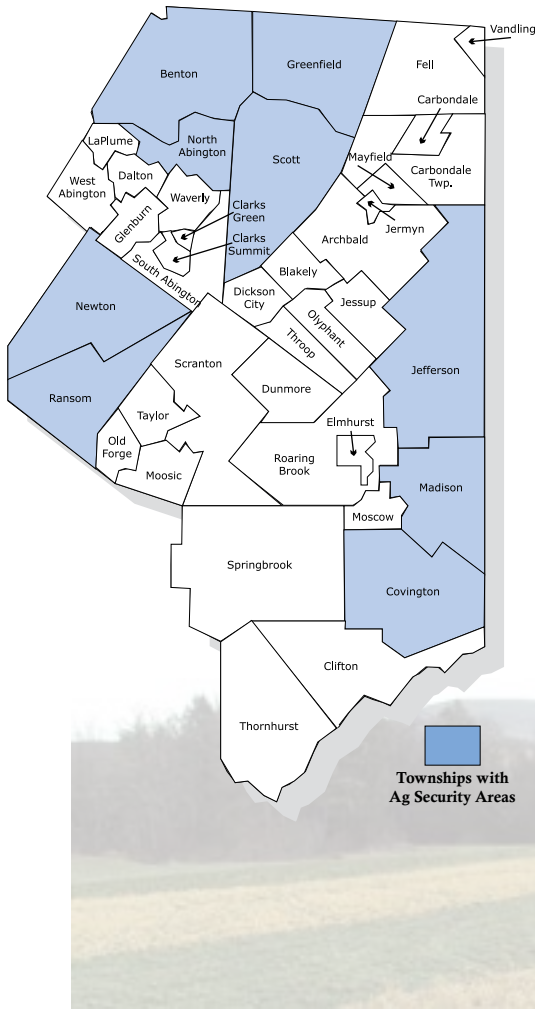 Vandling
Benton
Greenfield
Fell
Carbondale
LaPlume
North
Abington
Scott
Mayfield
Carbondale
Twp.
West
Abington
Dalton
Waverly
Clarks
Green
Glenburn
Clarks
Summit
Archbald
Jermyn
South Abington
Blakely
Dickson
City
Jessup
Olyphant
Throop
Newton
Scranton
Jefferson
Dunmore
Ransom
Taylor
Elmhurst
Old
Forge
Moosic
Roaring
Brook
Madison
Moscow
Springbrook
Covington
Clifton
Thornhurst
Townships with
Ag Security Areas